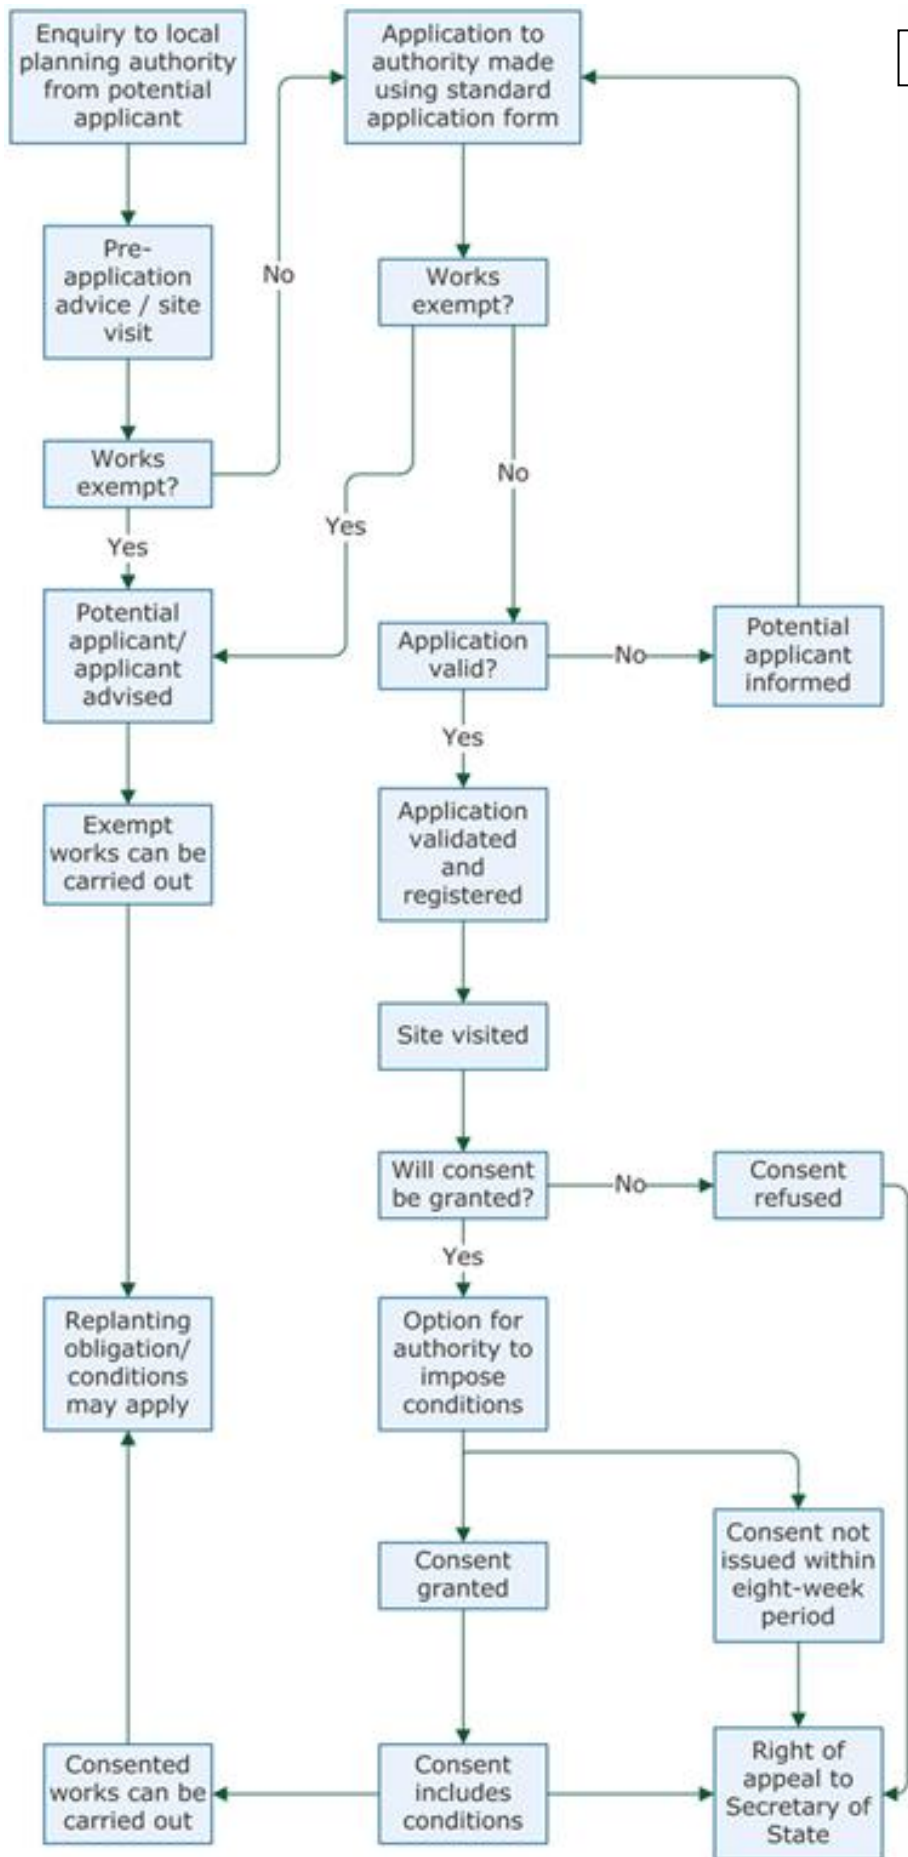 Enquiry to local
planning authority
from potential
applicant
Application to
authority made
using standard
application form
Pre-
application
advice / site
visit
No
Works
exempt?
Works
exempt?
No
Yes
Yes
Potential
applicant/
applicant
advised
Application
valid?
No
Potential
applicant
informed
Yes
Exempt
works can be
carried out
Application
validated
and
registered
Site visited
Will consent
be granted?
No
Consent
refused
Yes
Replanting
obligation/
conditions
may apply
Option for
authority to
impose
conditions
Consent
granted
Consent not
issued within
eight-week
period
Consented
works can be
carried out
Consent
includes
conditions
Right of
appeal to
Secretary of
State